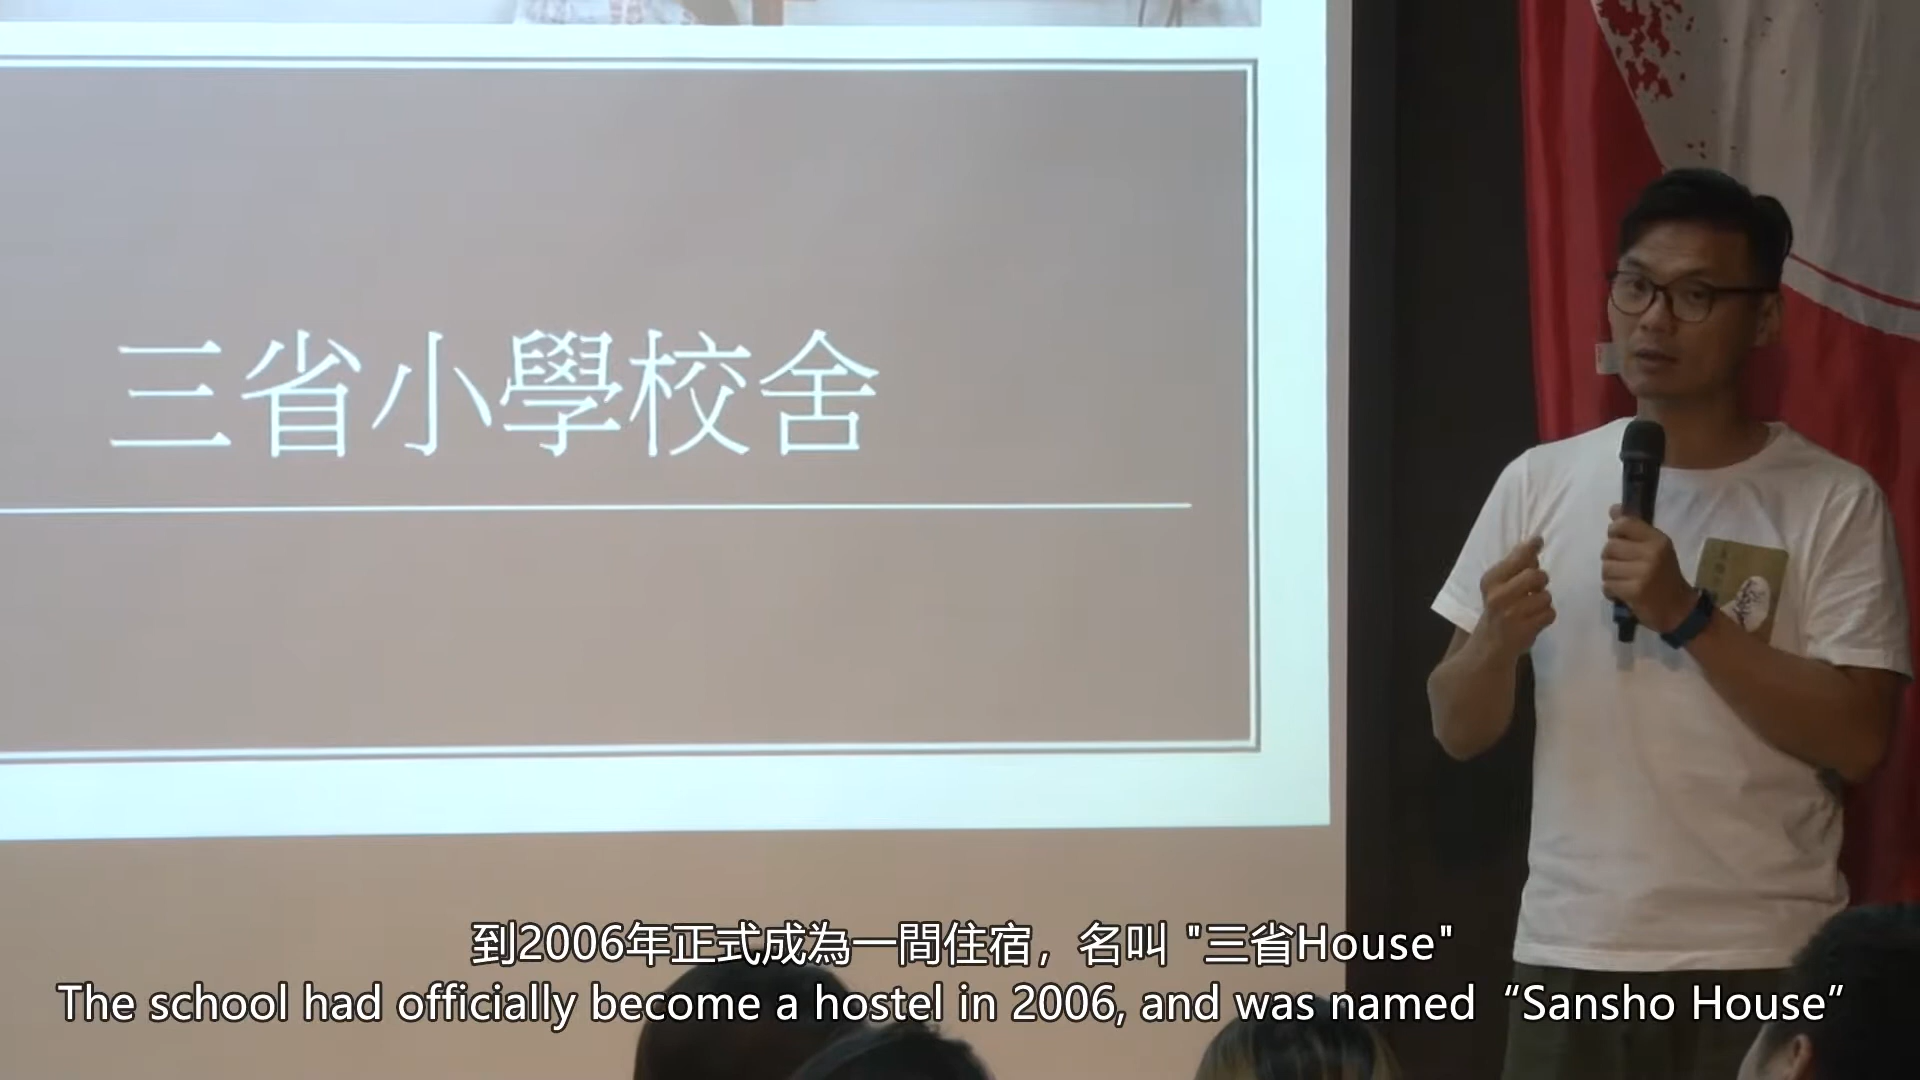 三省小學校舍
到2006年正式成為一間住宿，名叫 "三省House"
The school had officially become a hostel in 2006, and was named “Sansho House”